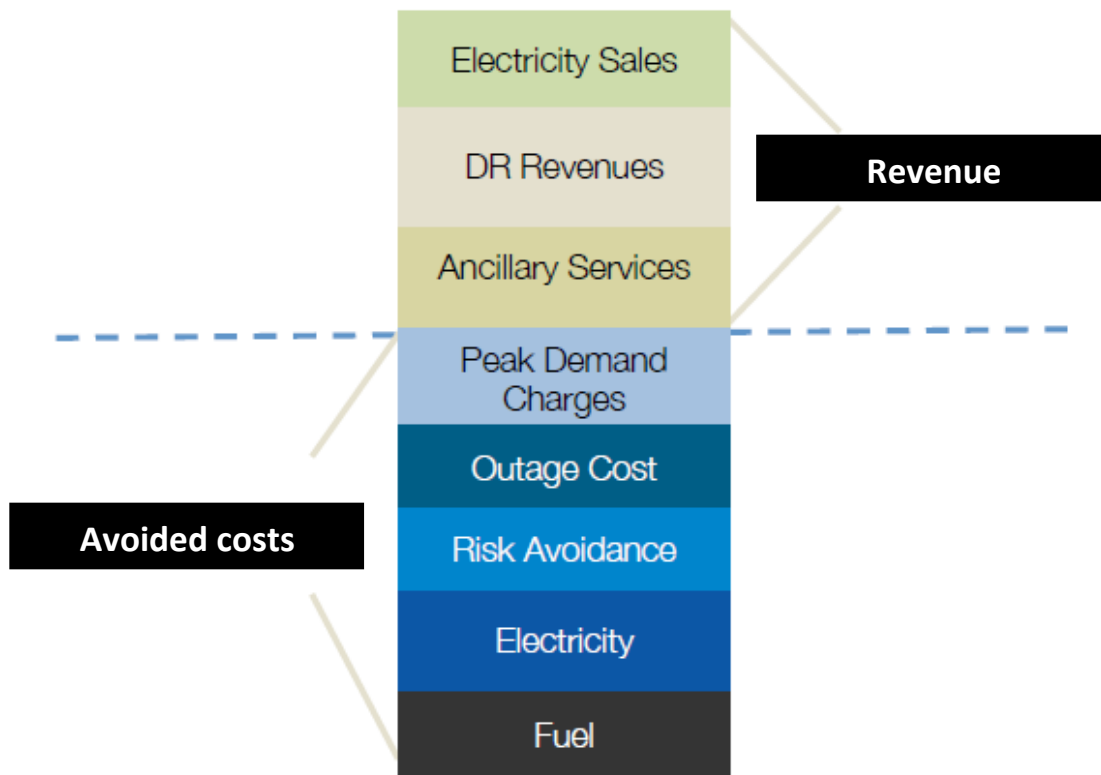 Electricity Sales
DR Revenues
Revenue
Ancillary Services
Peak Demand
Charges
Outage Cost
Avoided costs
Risk Avoidance
Electricity
Fuel